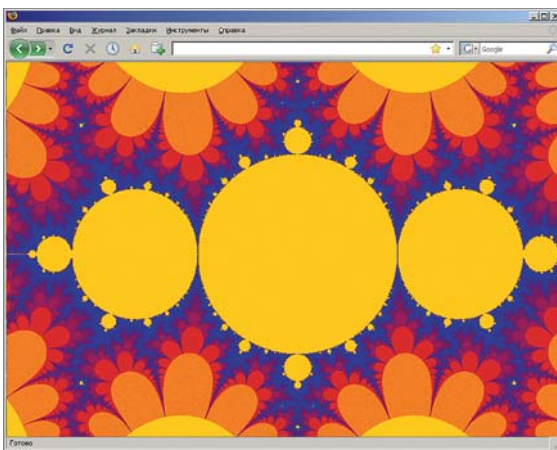 Файл Правка Вид Журнал Закладки Инструменты Справка
Google
Готово